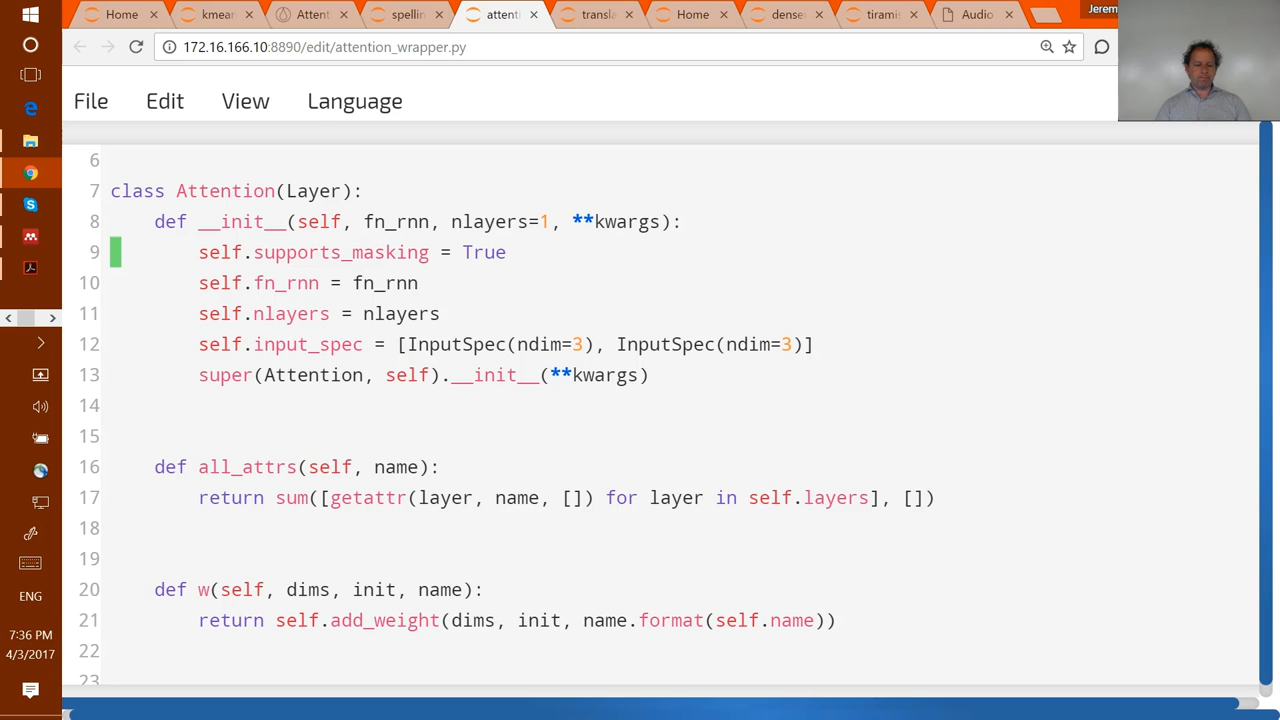 Home
kmean
Attent
spellin
attenti
transla
Home
dense
tiramis
Audio
Jerem
172.16.166.10:8890/edit/attention_wrapper.py
File Edit View Language
6
7 class Attention(Layer):
8 def __init__(self, fn_rnn, nlayers=1, **kwargs):
9 self.supports_masking = True
10 self.fn_rnn = fn_rnn
11 self.nlayers = nlayers
12 self.input_spec = [InputSpec(ndim=3), InputSpec(ndim=3)]
13 super(Attention, self).__init__(**kwargs)
14
15
16 def all_attrs(self, name):
17 return sum([getattr(layer, name, []) for layer in self.layers], [])
18
19
20 def w(self, dims, init, name):
21 return self.add_weight(dims, init, name.format(self.name))
22
23
ENG
7:36 PM
4/3/2017